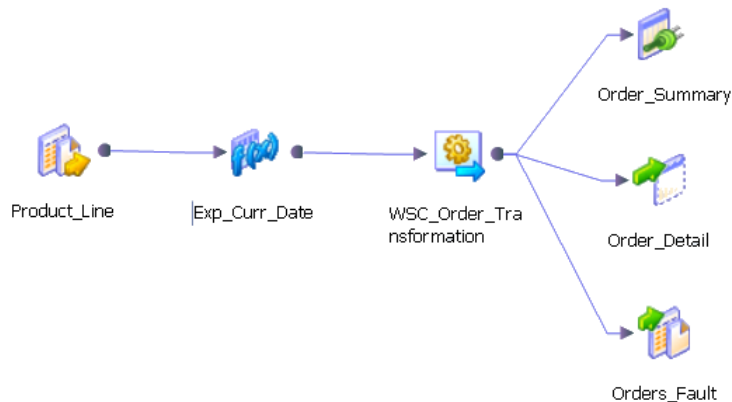 Order_Summary
Product_Line
Exp_Curr_Date
WSC_Order_Tra
nsformation
Order_Detail
Orders_Fault